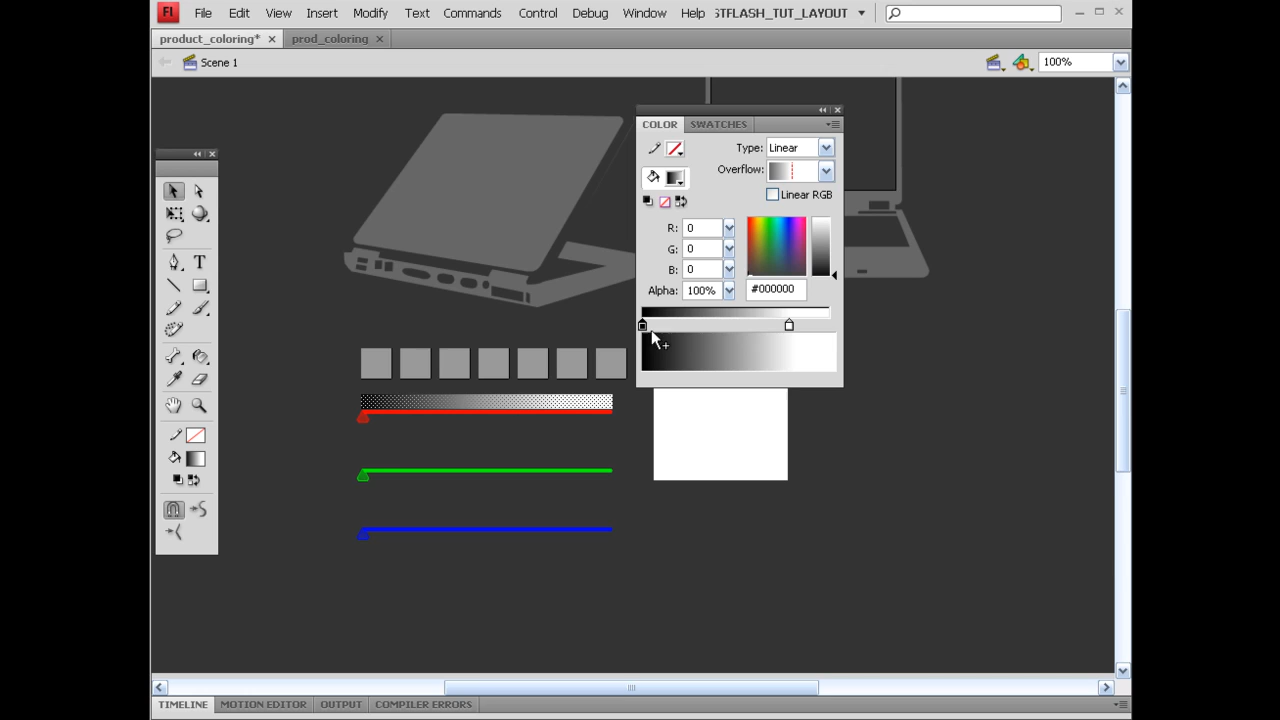 Fl File Edit View Insert Modify Text Commands Control Debug Window Help STFLASH_TUT_LAYOUT
product_coloring* prod_coloring
Scene 1 100%
COLOR SWATCHES
Type: Linear
Overflow:
Linear RGB
R: 0
G: 0
B: 0
Alpha: 100% #000000
T
TIMELINE MOTION EDITOR OUTPUT COMPILER ERRORS